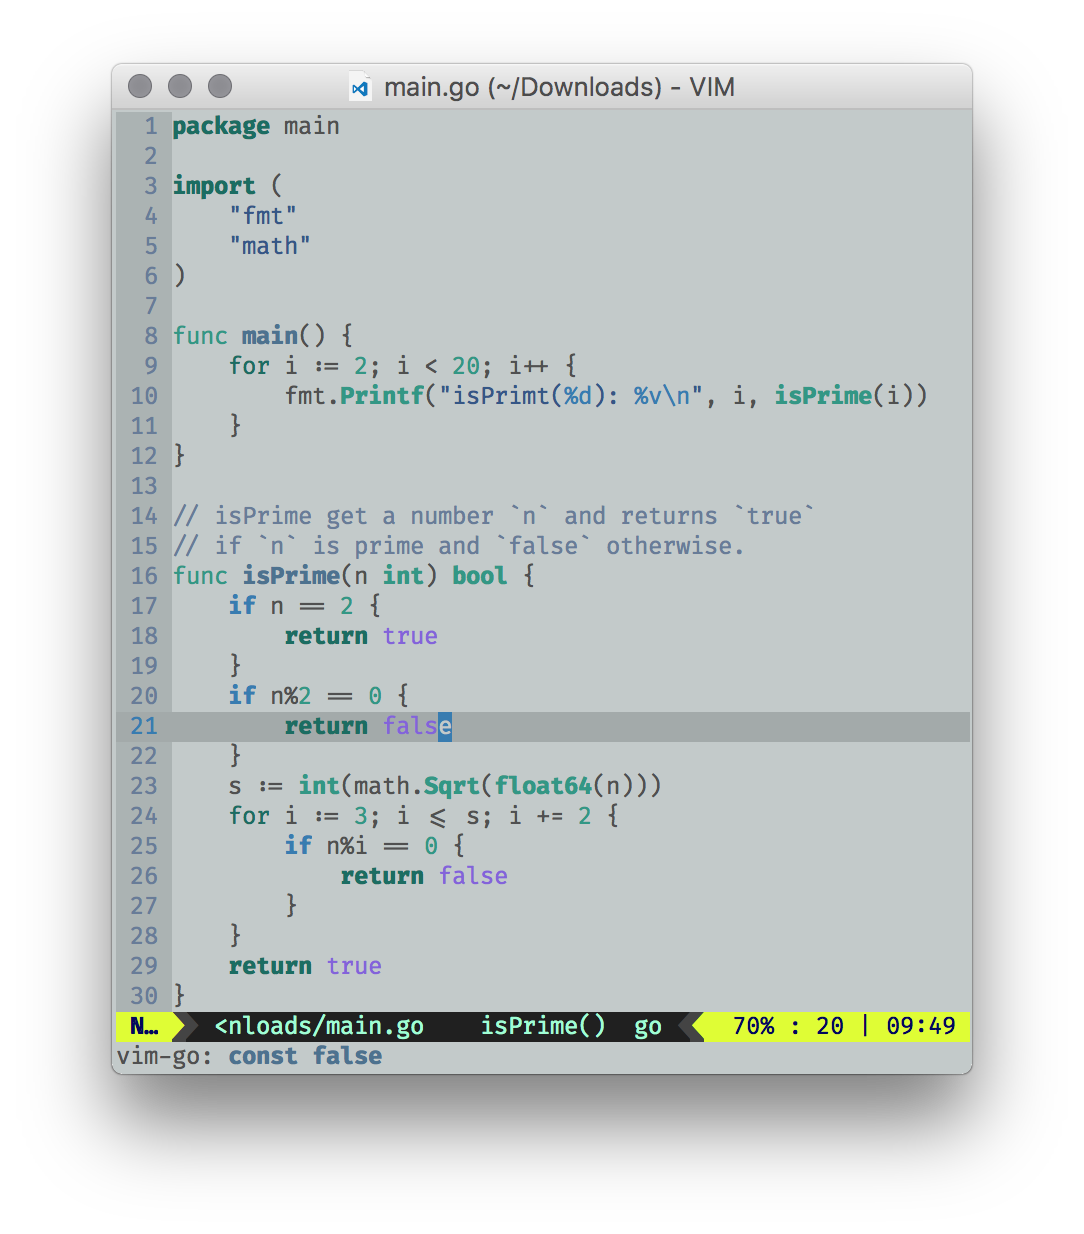 main.go (~/Downloads) - VIM
1 package main
2
3 import (
4     "fmt"
5     "math"
6 )
7
8 func main() {
9     for i := 2; i < 20; i++ {
10         fmt.Printf("isPrimt(%d): %v\n", i, isPrime(i))
11     }
12 }
13
14 // isPrime get a number `n` and returns `true`
15 // if `n` is prime and `false` otherwise.
16 func isPrime(n int) bool {
17     if n == 2 {
18         return true
19     }
20     if n%2 == 0 {
21         return false
22     }
23     s := int(math.Sqrt(float64(n)))
24     for i := 3; i <= s; i += 2 {
25         if n%i == 0 {
26             return false
27         }
28     }
29     return true
30 }
N… <nloads/main.go isPrime() go 70% : 20 | 09:49
vim-go: const false